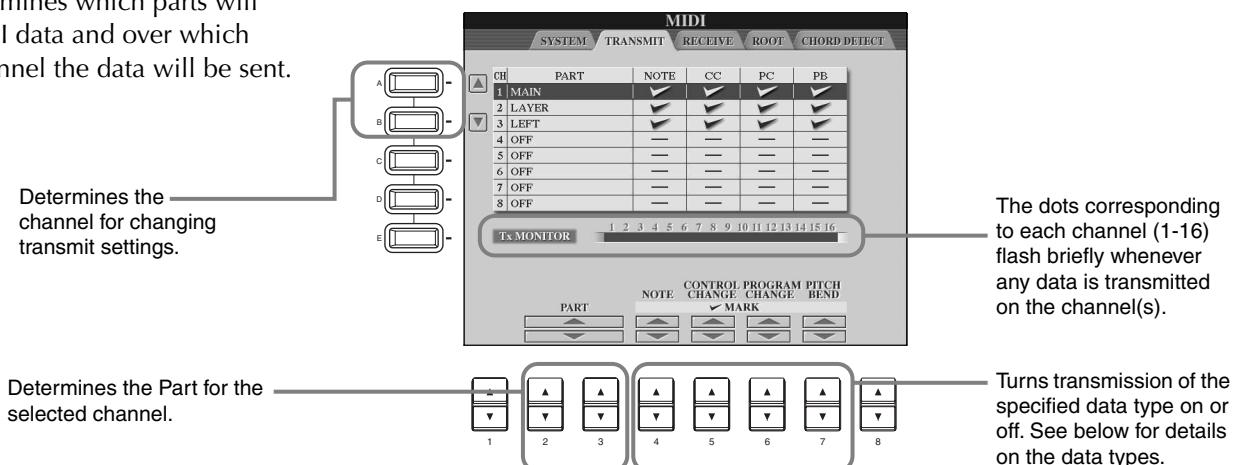 mines which parts will
I data and over which
nnel the data will be sent.
MIDI
SYSTEM TRANSMIT RECEIVE ROOT CHORD DETECT
CH PART NOTE CC PC PB
1 MAIN ✓ ✓ ✓ ✓
2 LAYER ✓ ✓ ✓ ✓
3 LEFT ✓ ✓ ✓ ✓
4 OFF — — — —
5 OFF — — — —
6 OFF — — — —
7 OFF — — — —
8 OFF — — — —
A
B
C
D
E
Determines the
channel for changing
transmit settings.
Tx MONITOR 1 2 3 4 5 6 7 8 9 10 11 12 13 14 15 16
The dots corresponding
to each channel (1-16)
flash briefly whenever
any data is transmitted
on the channel(s).
PART NOTE CONTROL CHANGE PROGRAM CHANGE PITCH BEND
✓ MARK
Determines the Part for the
selected channel.
1 2 3 4 5 6 7 8
Turns transmission of the
specified data type on or
off. See below for details
on the data types.